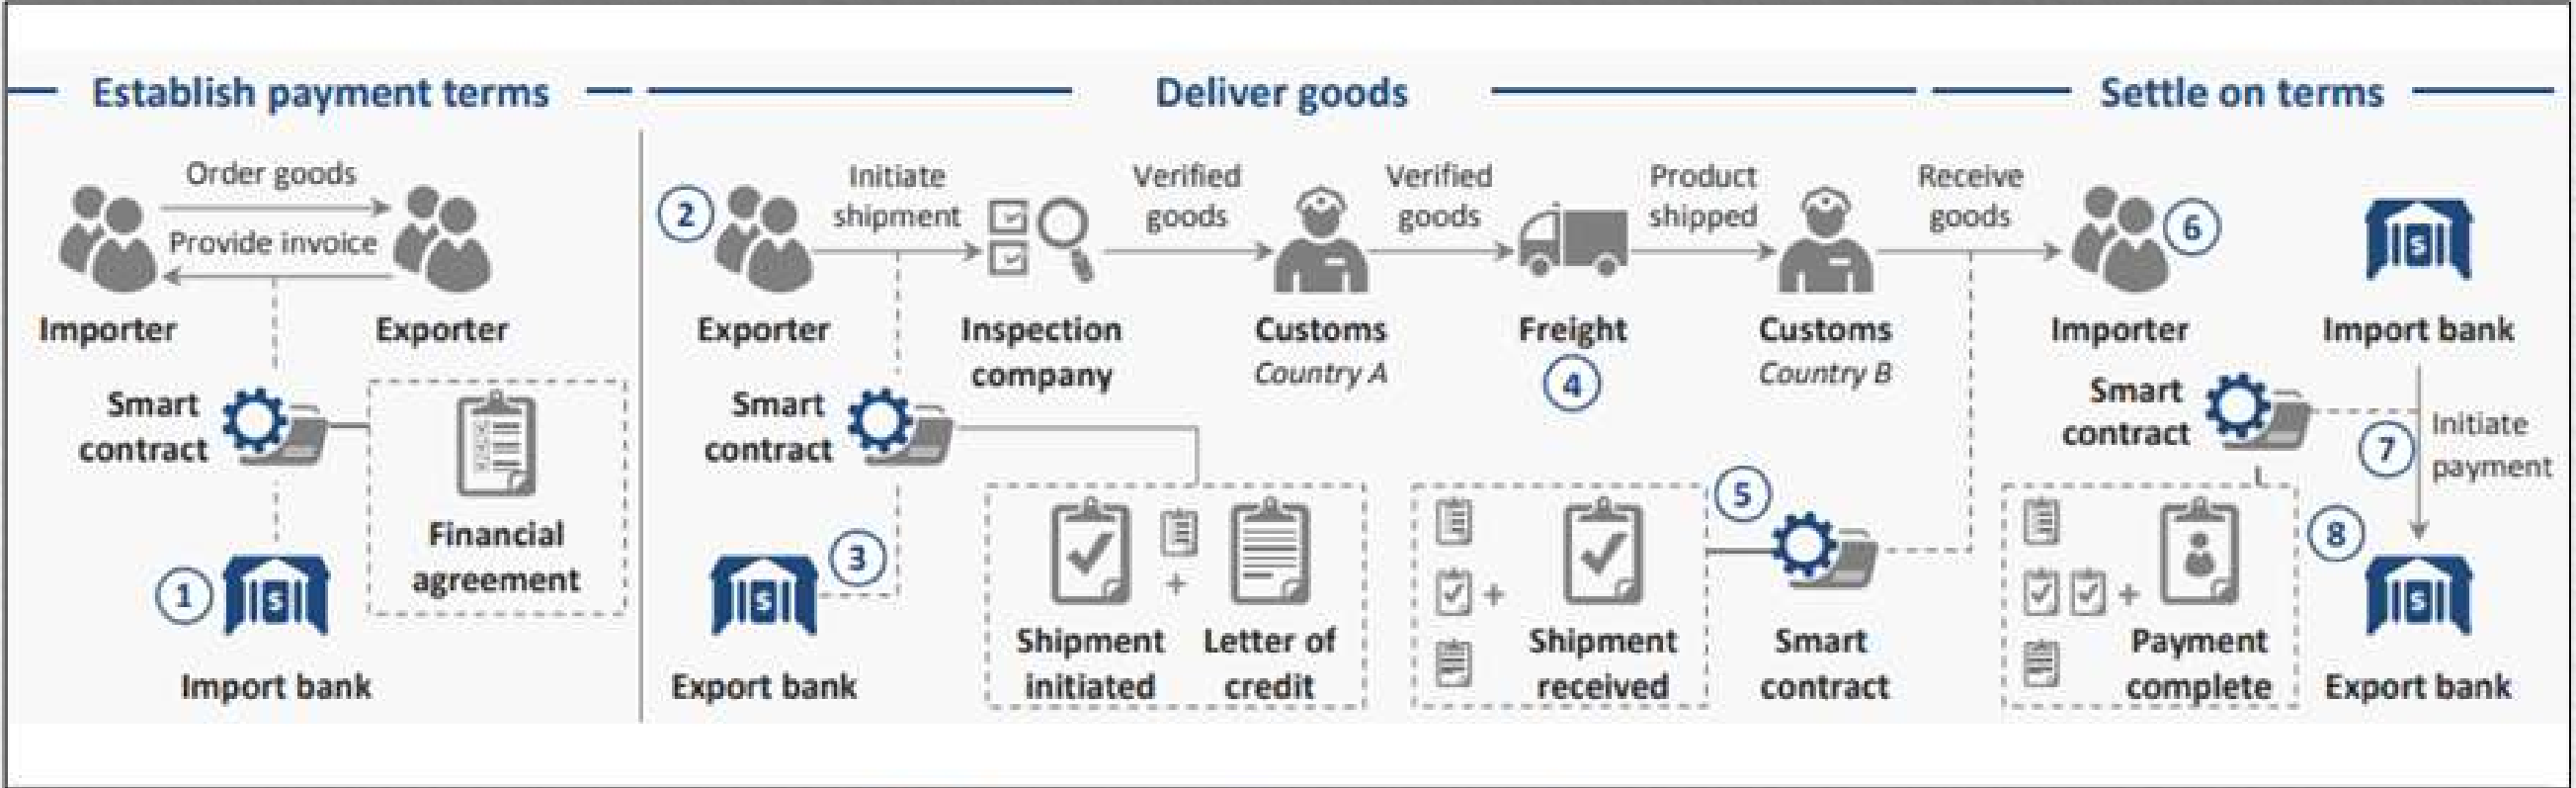 Establish payment terms
Deliver goods
Settle on terms
Order goods
Provide invoice
Importer
Exporter
Smart
contract
Financial
agreement
1
Import bank
2
Exporter
Initiate
shipment
Inspection
company
Verified
goods
Customs
Country A
Verified
goods
Freight
4
Product
shipped
Customs
Country B
Receive
goods
Smart
contract
3
Export bank
Shipment
initiated
+
Letter of
credit
+
Shipment
received
5
Smart
contract
Importer
6
Import bank
Smart
contract
7
Initiate
payment
+
Payment
complete
8
Export bank